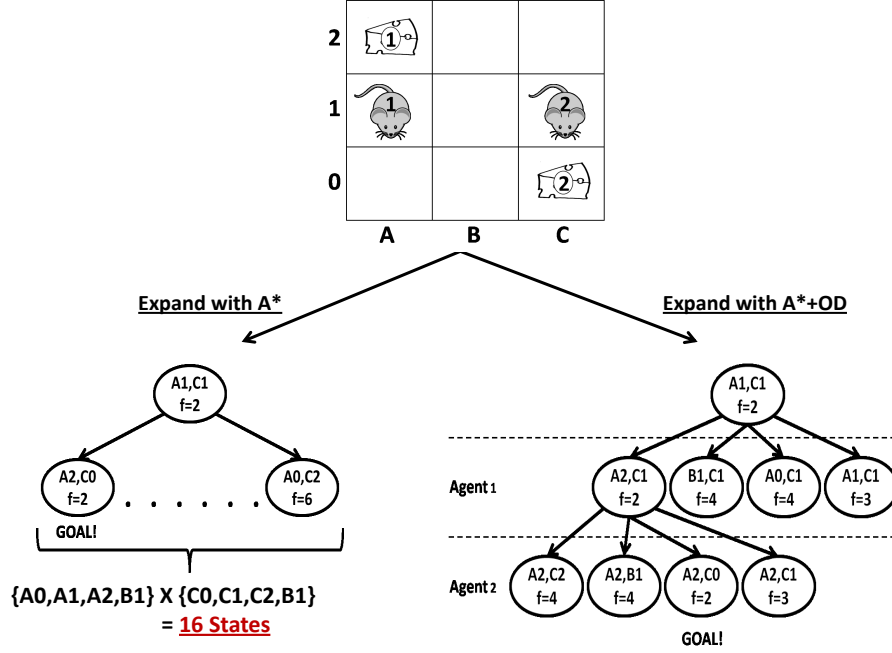 2
1
1
1
2
0
2
A B C
Expand with A*
Expand with A*+OD
A1,C1
f=2
A2,C0
f=2
. . . . . .
A0,C2
f=6
GOAL!
{A0,A1,A2,B1} X {C0,C1,C2,B1}
= 16 States
A1,C1
f=2
Agent 1
A2,C1
f=2
B1,C1
f=4
A0,C1
f=4
A1,C1
f=3
Agent 2
A2,C2
f=4
A2,B1
f=4
A2,C0
f=2
A2,C1
f=3
GOAL!